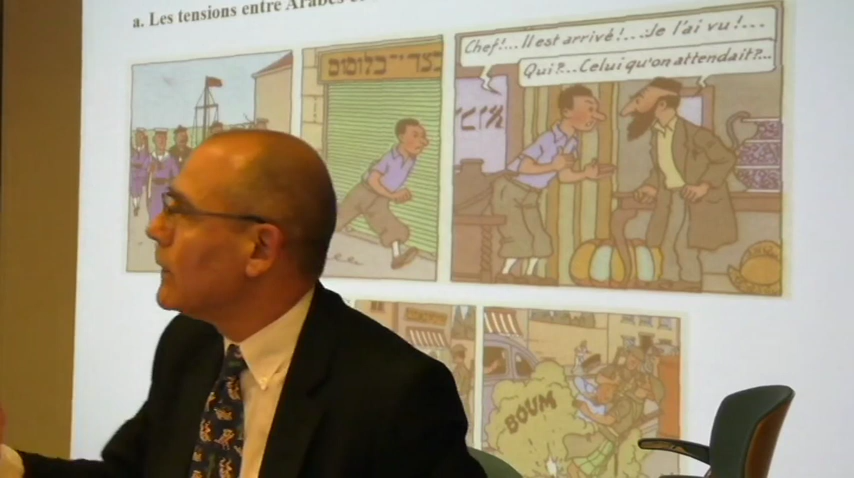 a. Les tensions entre Arabes
Chef!... Il est arrivé!... Je l'ai vu!...
Qui?... Celui qu'on attendait?...
BOUM